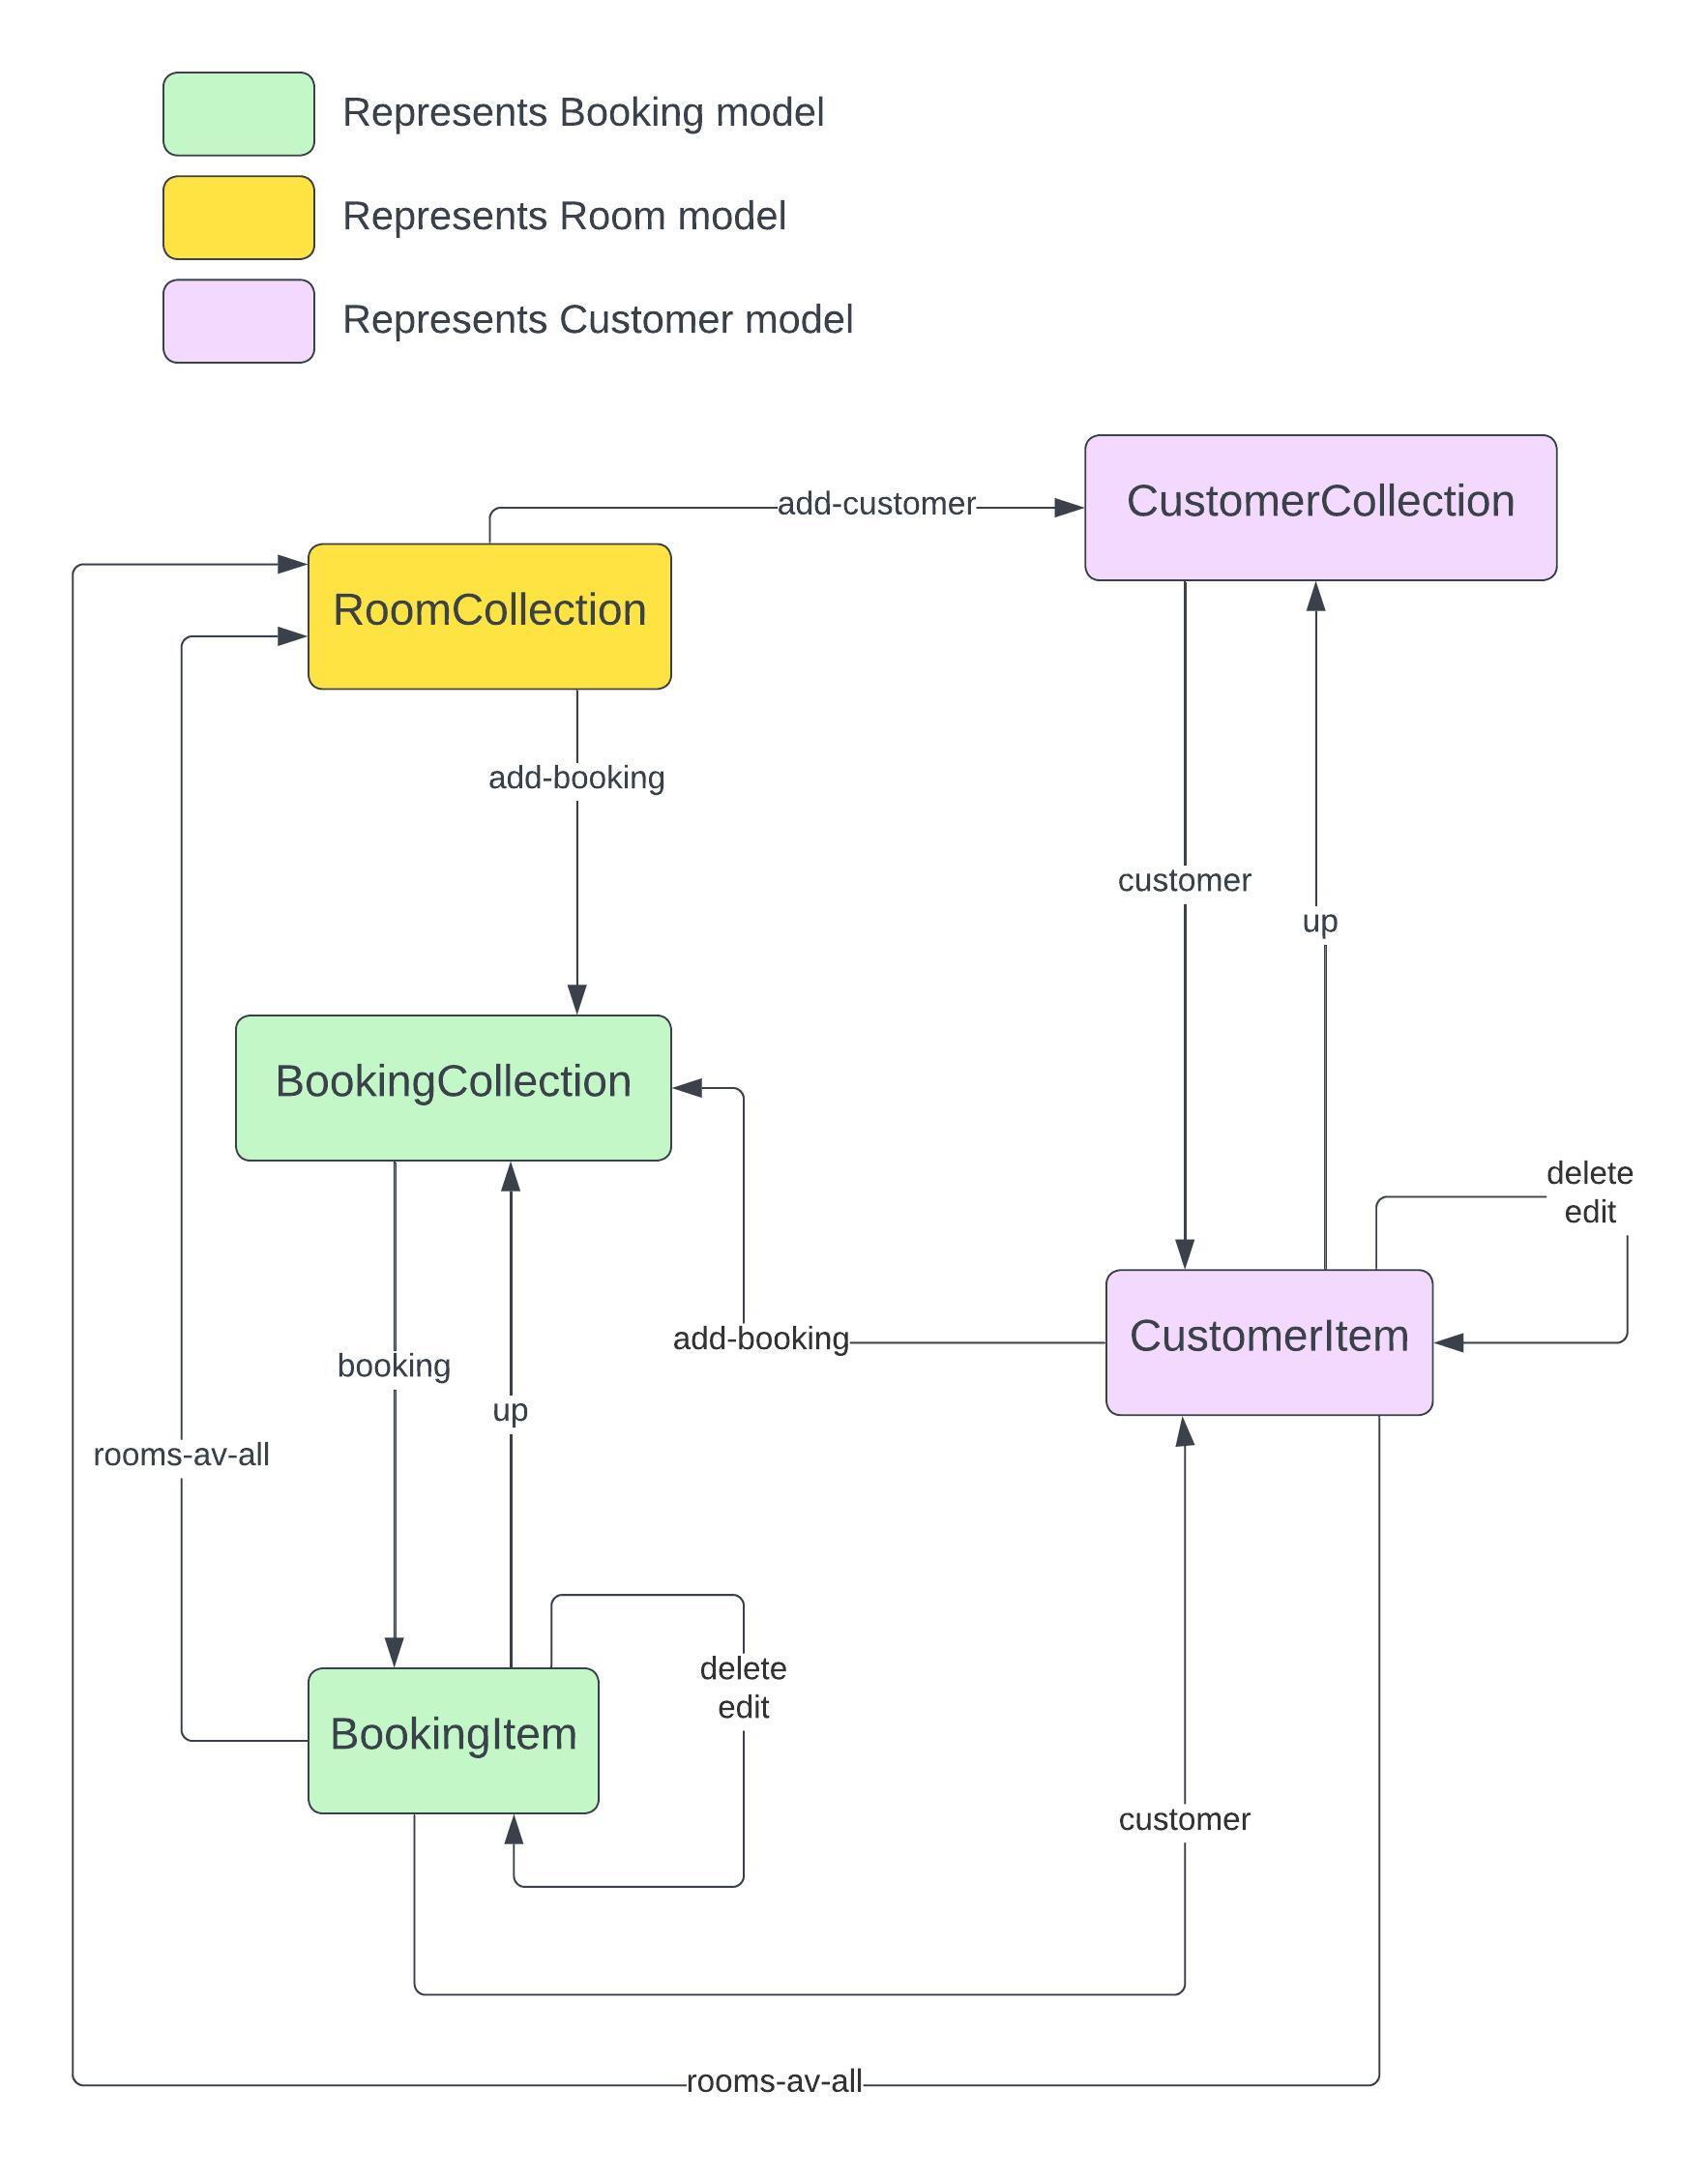 Represents Booking model
Represents Room model
Represents Customer model
CustomerCollection
add-customer
RoomCollection
add-booking
customer
up
BookingCollection
delete
edit
add-booking
CustomerItem
booking
up
rooms-av-all
delete
edit
BookingItem
customer
rooms-av-all